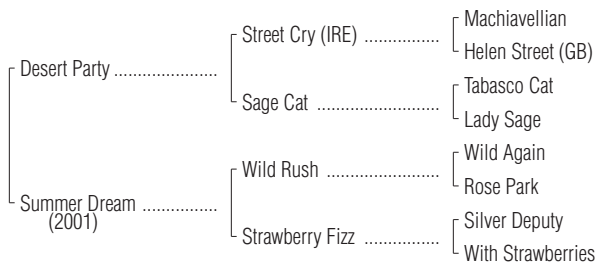 Machiavellian
Street Cry (IRE) ................
Helen Street (GB)
Desert Party ......................
Tabasco Cat
Sage Cat ..........................
Lady Sage
Wild Again
Wild Rush ........................
Rose Park
Summer Dream ................
(2001)
Silver Deputy
Strawberry Fizz ................
With Strawberries